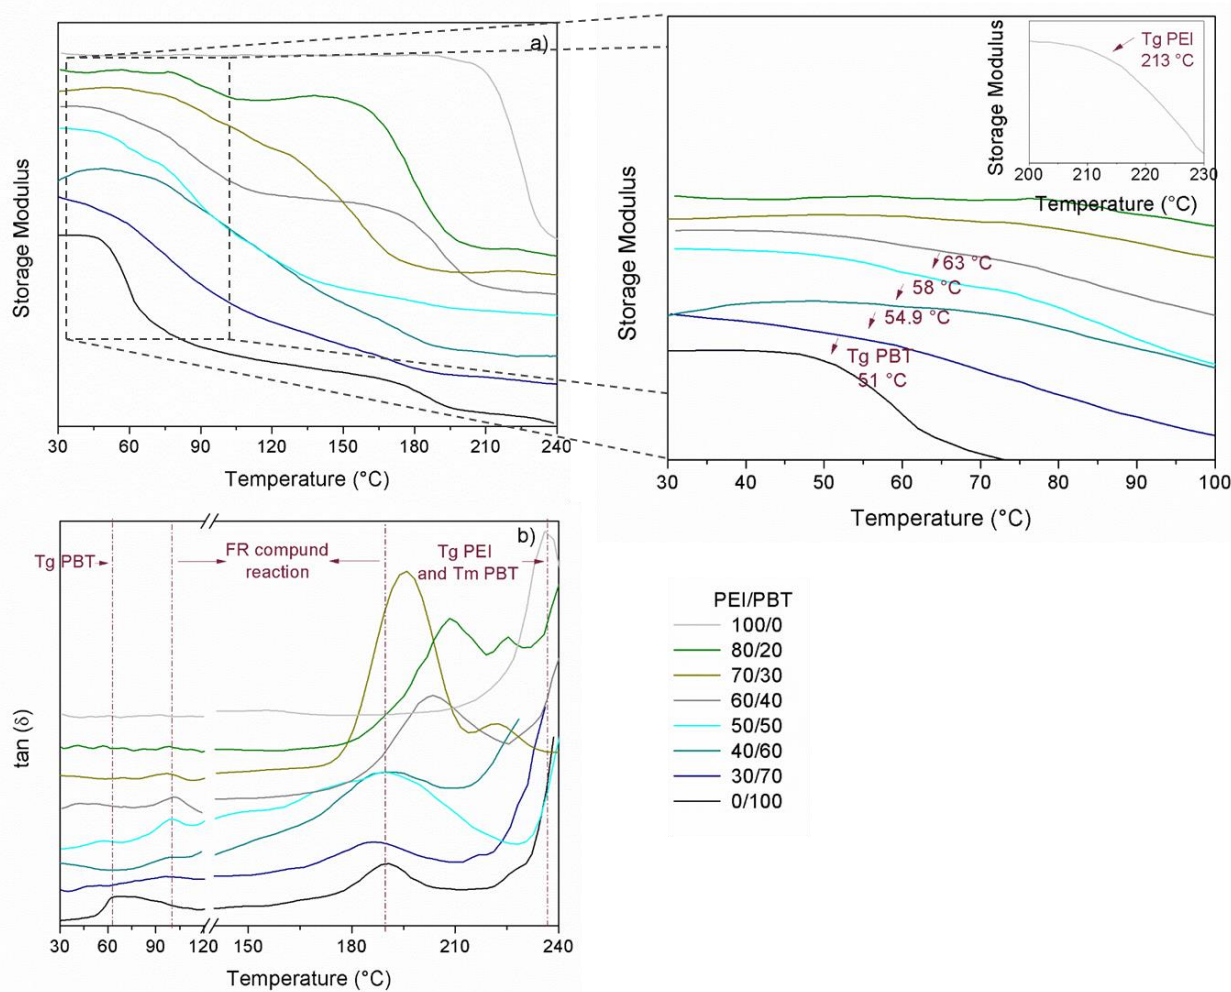 a)
Storage Modulus
30 60 90 120 150 180 210 240
Temperature (°C)
Storage Modulus
Tg PEI
213 °C
200 210 220 230
Temperature (°C)
Storage Modulus
63 °C
58 °C
54.9 °C
Tg PBT
51 °C
30 40 50 60 70 80 90 100
Temperature (°C)
b)
Tg PBT
FR compund
reaction
Tg PEI
and Tm PBT
tan (δ)
30 60 90 120 150 180 210 240
Temperature (°C)
PEI/PBT
100/0
80/20
70/30
60/40
50/50
40/60
30/70
0/100